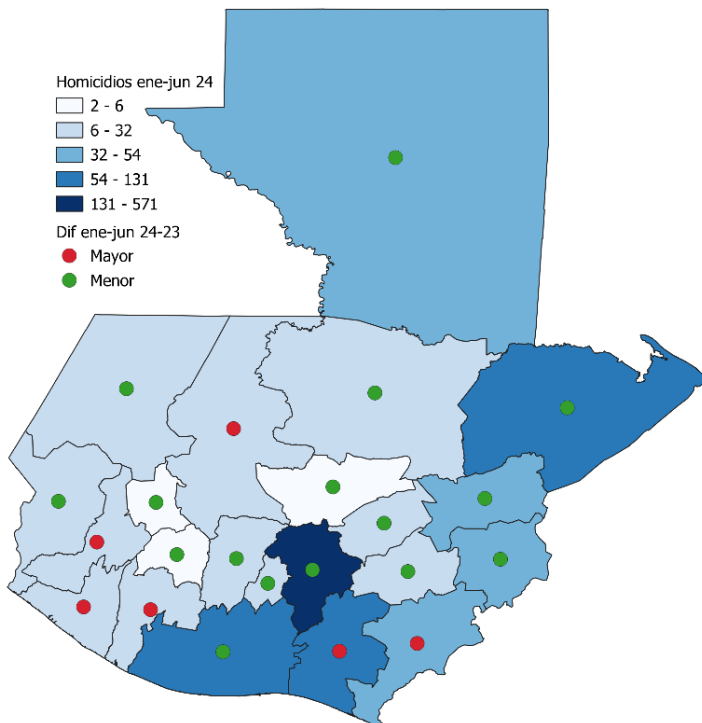 Homicidios ene-jun 24
2 - 6
6 - 32
32 - 54
54 - 131
131 - 571
Dif ene-jun 24-23
Mayor
Menor